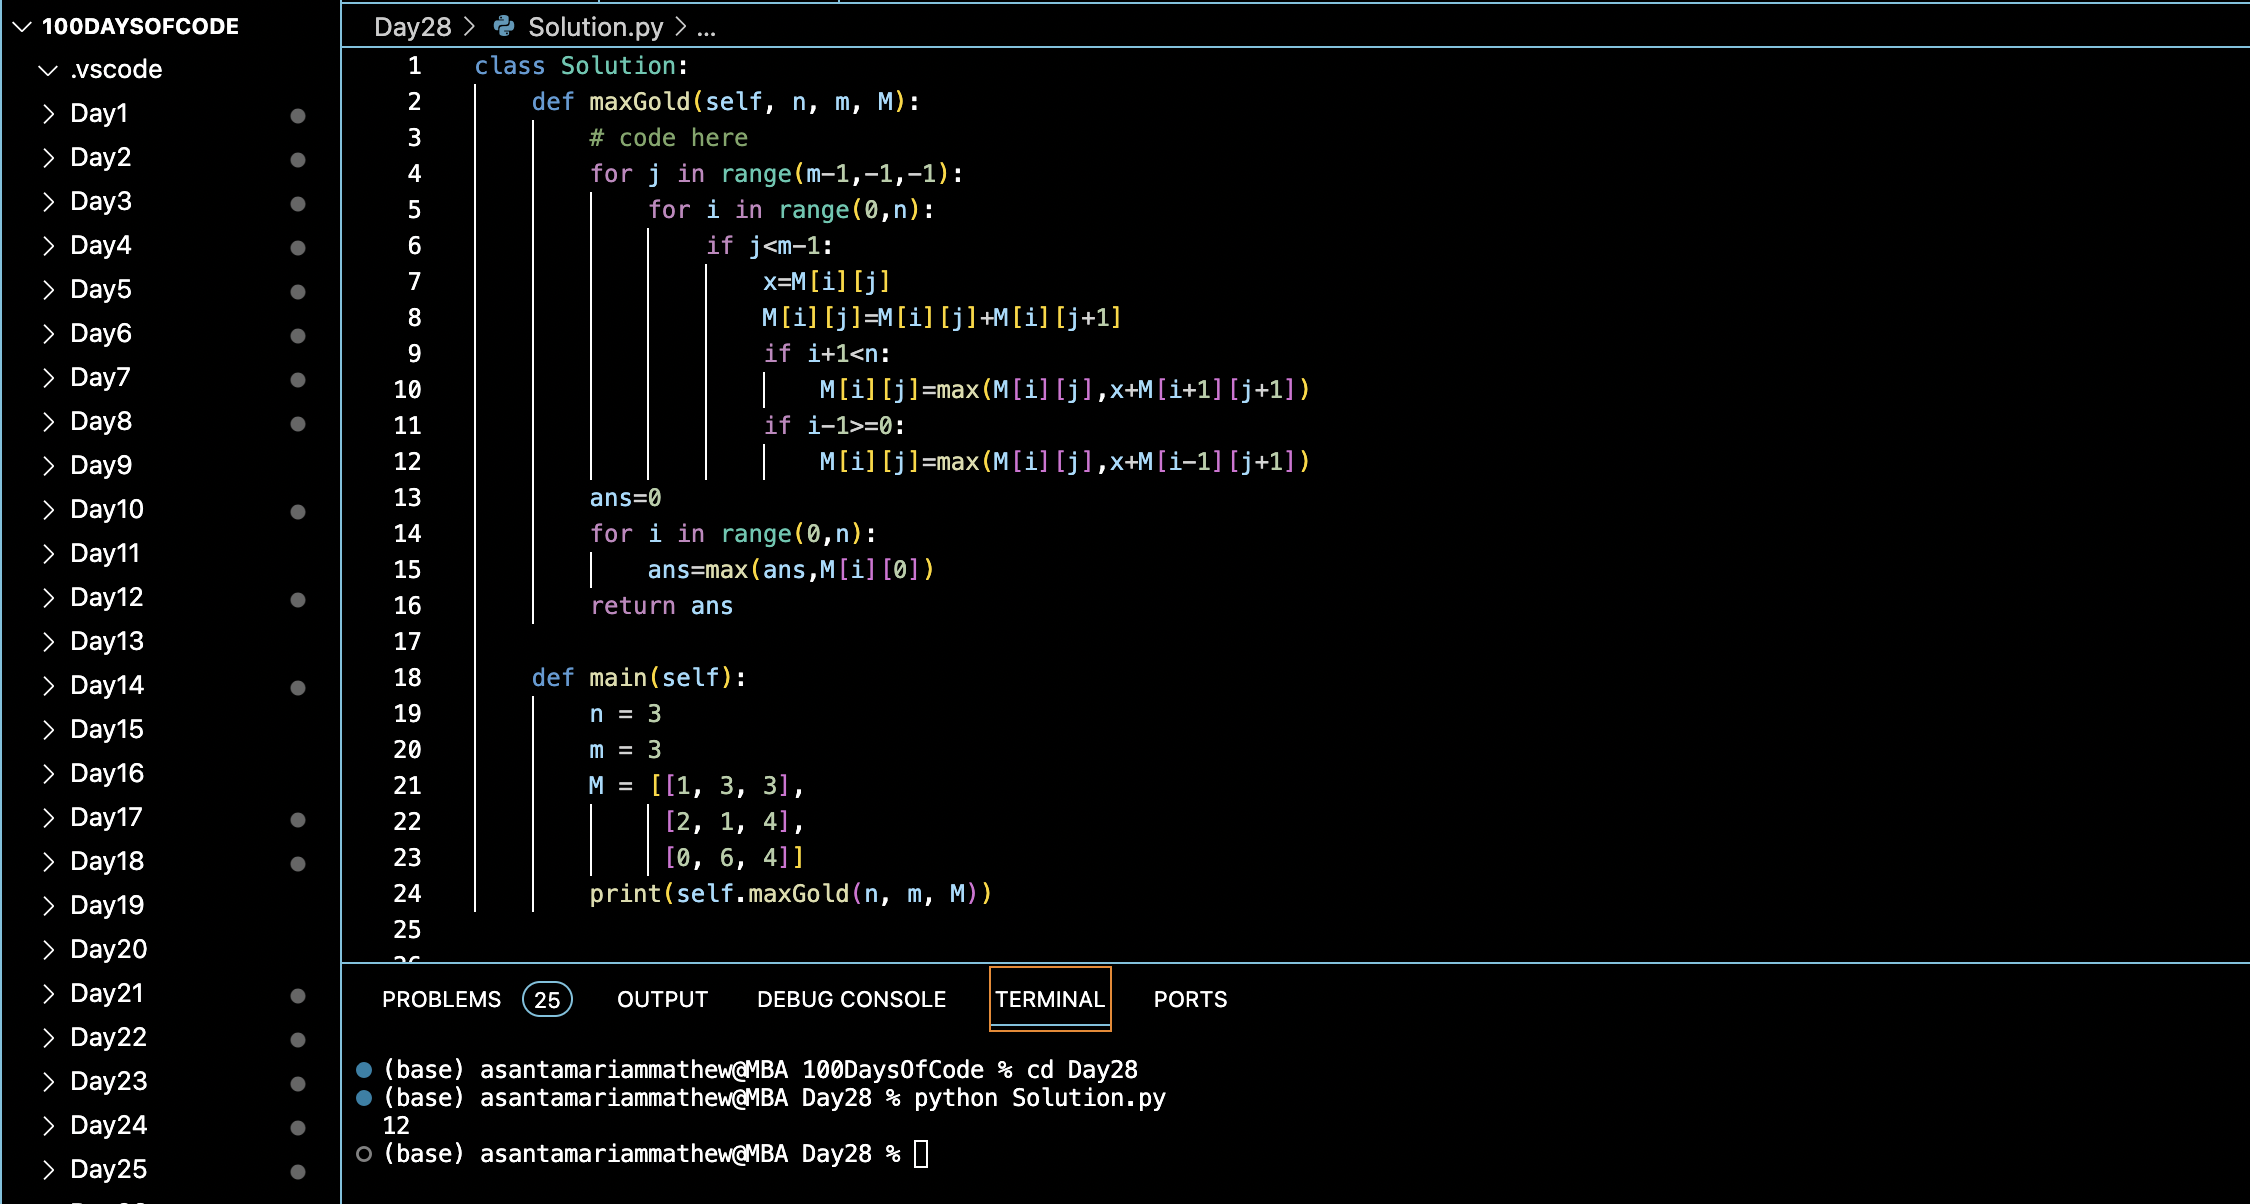 100DAYSOFCODE
.vscode
Day1
Day2
Day3
Day4
Day5
Day6
Day7
Day8
Day9
Day10
Day11
Day12
Day13
Day14
Day15
Day16
Day17
Day18
Day19
Day20
Day21
Day22
Day23
Day24
Day25
Day28 > Solution.py > ...
1 class Solution:
2     def maxGold(self, n, m, M):
3         # code here
4         for j in range(m-1,-1,-1):
5             for i in range(0,n):
6                 if j<m-1:
7                     x=M[i][j]
8                     M[i][j]=M[i][j]+M[i][j+1]
9                     if i+1<n:
10                         M[i][j]=max(M[i][j],x+M[i+1][j+1])
11                     if i-1>=0:
12                         M[i][j]=max(M[i][j],x+M[i-1][j+1])
13         ans=0
14         for i in range(0,n):
15             ans=max(ans,M[i][0])
16         return ans
17
18     def main(self):
19         n = 3
20         m = 3
21         M = [[1, 3, 3],
22              [2, 1, 4],
23              [0, 6, 4]]
24         print(self.maxGold(n, m, M))
25
PROBLEMS 25 OUTPUT DEBUG CONSOLE TERMINAL PORTS
(base) asantamariammathew@MBA 100DaysOfCode % cd Day28
(base) asantamariammathew@MBA Day28 % python Solution.py
12
(base) asantamariammathew@MBA Day28 %